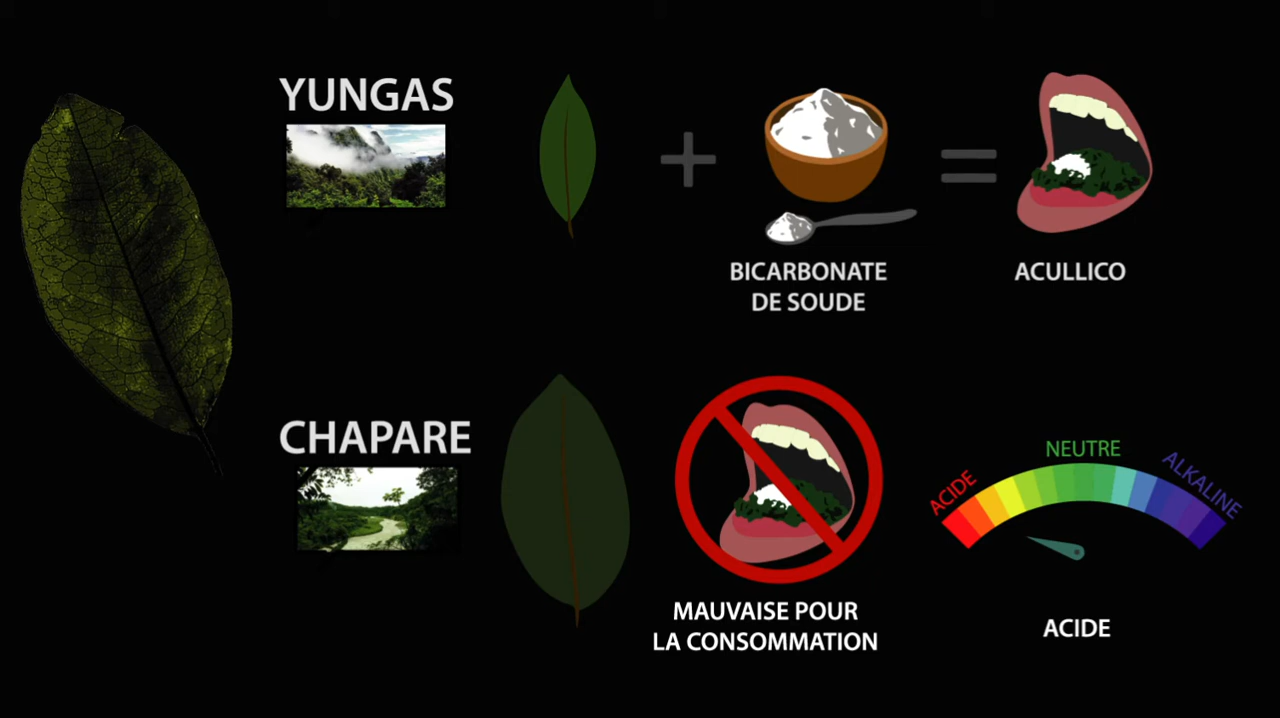 YUNGAS
BICARBONATE
DE SOUDE
ACULLICO
CHAPARE
MAUVAISE POUR
LA CONSOMMATION
ACIDE
NEUTRE
ALKALINE
ACIDE